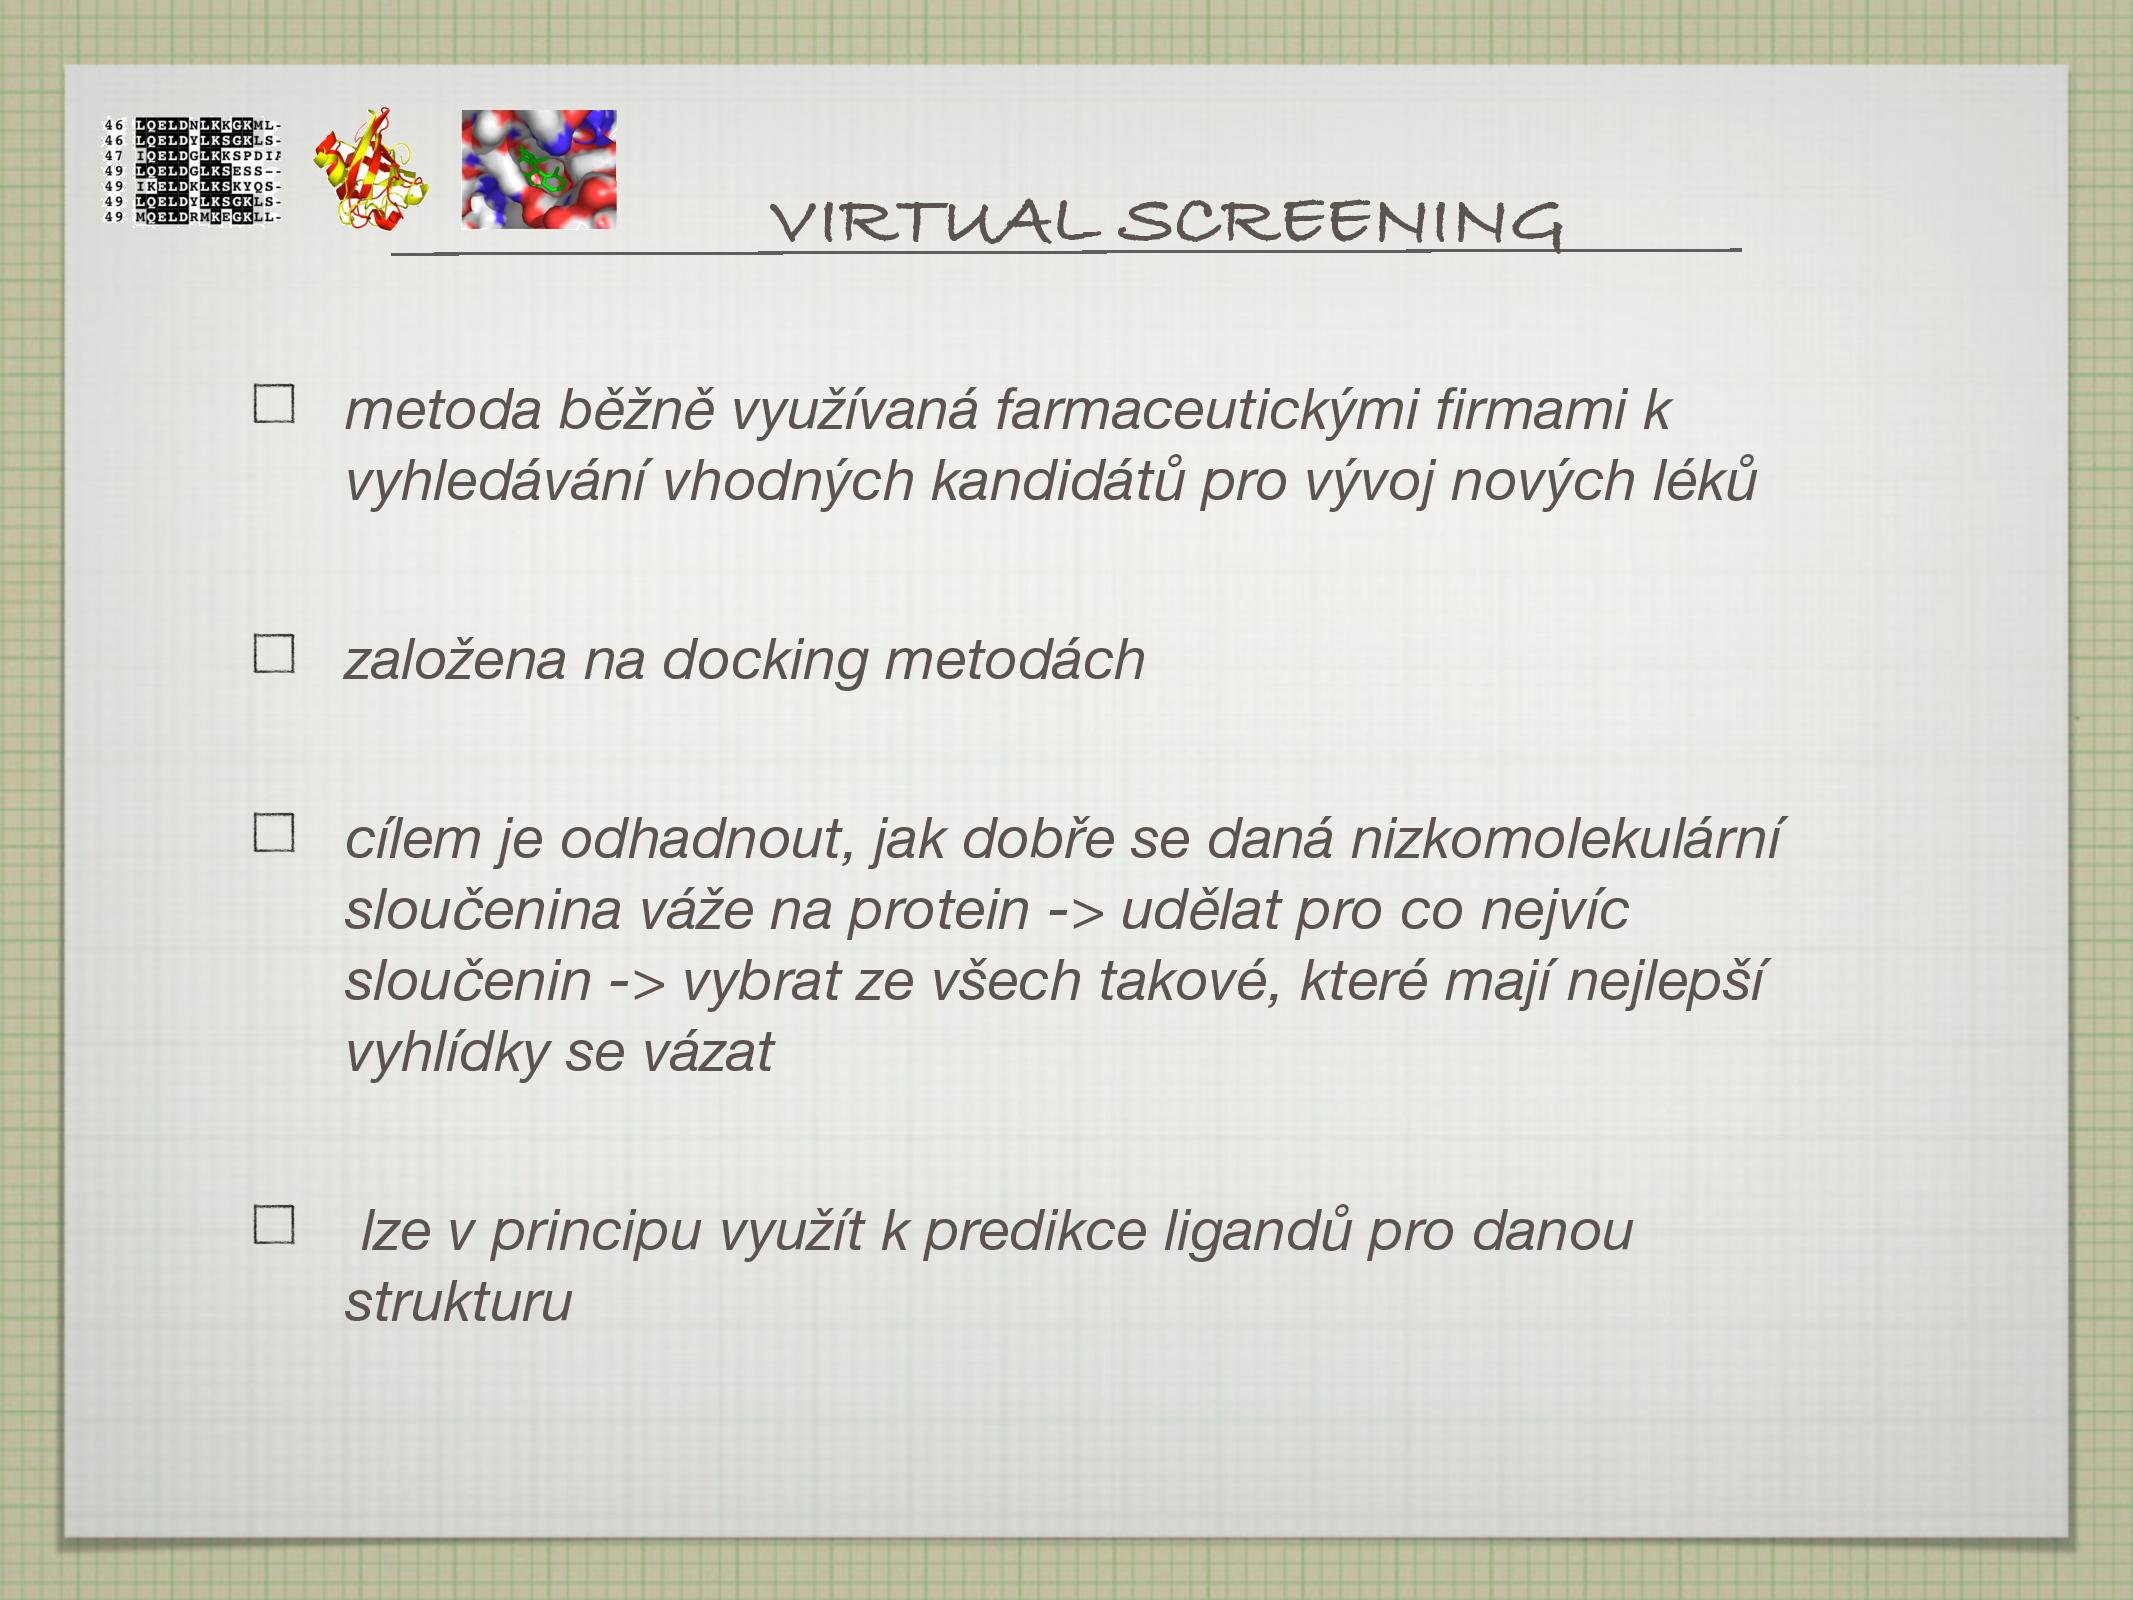 46 LQELDNLKKGKML-
46 LQELDYLKSGKLS-
47 IQELDGLKKSPDI
49 LQELDGLKSESS--
49 IKELDKLKSKYQS-
49 LQELDYLKSGKLS-
49 MQELDRMKEGKLL-
VIRTUAL SCREENING
metoda běžně využívaná farmaceutickými firmami k
vyhledávání vhodných kandidátů pro vývoj nových léků
založena na docking metodách
cílem je odhadnout, jak dobře se daná nizkomolekulární
sloučenina váže na protein -> udělat pro co nejvíc
sloučenin -> vybrat ze všech takové, které mají nejlepší
vyhlídky se vázat
lze v principu využít k predikce ligandů pro danou
strukturu